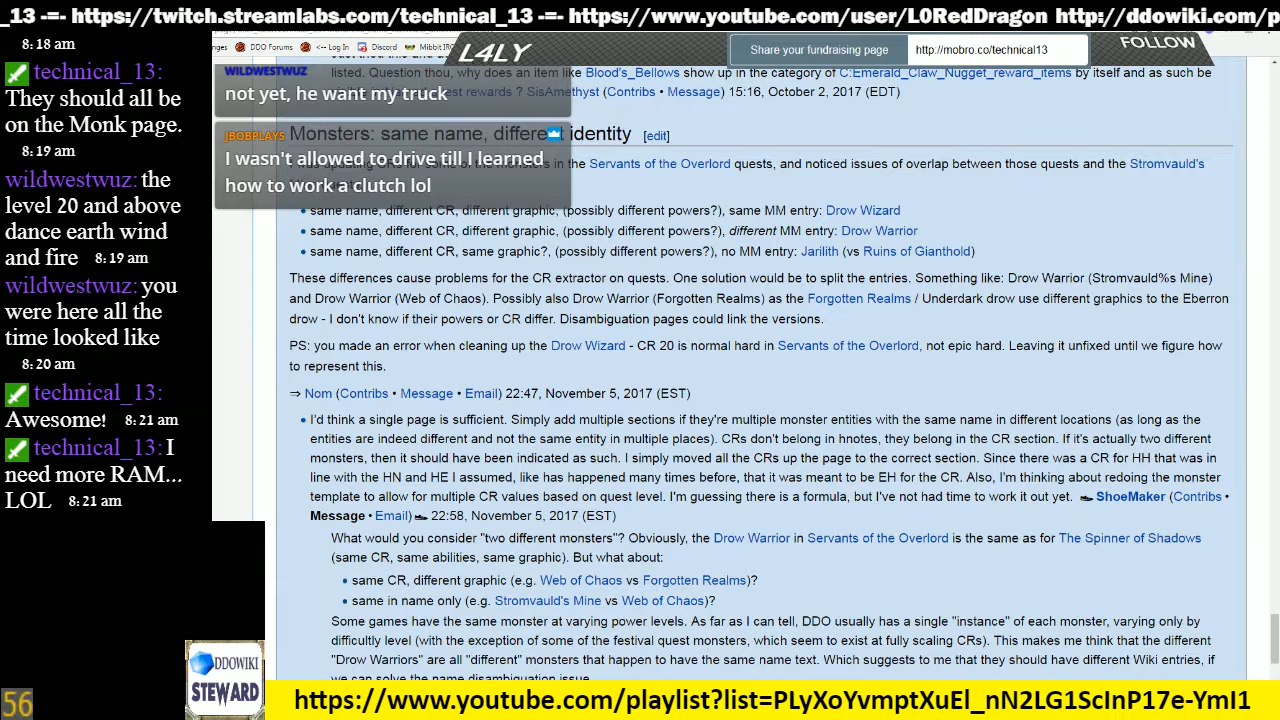 _13 -=- https://twitch.streamlabs.com/technical_13 -=- https://www.youtube.com/user/L0RedDragon http://ddowiki.com/p
8:18 am
technical_13:
They should all be
on the Monk page.
8:19 am
wildwestwuz: the
level 20 and above
dance earth wind
and fire 8:19 am
wildwestwuz: you
were here all the
time looked like
8:20 am
technical_13:
Awesome! 8:21 am
technical_13: I
need more RAM...
LOL 8:21 am
nges DDO Forums <-- Log In Discord Mibbit IRC
L4LY
Share your fundraising page http://mobro.co/technical13
FOLLOW
WILDWESTWUZ
not yet, he want my truck
JBOBPLAYS
I wasn't allowed to drive till I learned
how to work a clutch lol
listed. Question thou, why does an item like Blood's_Bellows show up in the category of C:Emerald_Claw_Nugget_reward_items by itself and as such be
rewards ? SisAmethyst (Contribs • Message) 15:16, October 2, 2017 (EDT)
Monsters: same name, different identity [edit]
in the Servants of the Overlord quests, and noticed issues of overlap between those quests and the Stromvauld's
• same name, different CR, different graphic, (possibly different powers?), same MM entry: Drow Wizard
• same name, different CR, different graphic, (possibly different powers?), different MM entry: Drow Warrior
• same name, different CR, same graphic?, (possibly different powers?), no MM entry: Jarilith (vs Ruins of Gianthold)
These differences cause problems for the CR extractor on quests. One solution would be to split the entries. Something like: Drow Warrior (Stromvauld%s Mine)
and Drow Warrior (Web of Chaos). Possibly also Drow Warrior (Forgotten Realms) as the Forgotten Realms / Underdark drow use different graphics to the Eberron
drow - I don't know if their powers or CR differ. Disambiguation pages could link the versions.
PS: you made an error when cleaning up the Drow Wizard - CR 20 is normal hard in Servants of the Overlord, not epic hard. Leaving it unfixed until we figure how
to represent this.
⇒ Nom (Contribs • Message • Email) 22:47, November 5, 2017 (EST)
• I'd think a single page is sufficient. Simply add multiple sections if they're multiple monster entities with the same name in different locations (as long as the
entities are indeed different and not the same entity in multiple places). CRs don't belong in hnotes, they belong in the CR section. If it's actually two different
monsters, then it should have been indicated as such. I simply moved all the CRs up the page to the correct section. Since there was a CR for HH that was in
line with the HN and HE I assumed, like has happened many times before, that it was meant to be EH for the CR. Also, I'm thinking about redoing the monster
template to allow for multiple CR values based on quest level. I'm guessing there is a formula, but I've not had time to work it out yet. ShoeMaker (Contribs •
Message • Email) 22:58, November 5, 2017 (EST)
What would you consider "two different monsters"? Obviously, the Drow Warrior in Servants of the Overlord is the same as for The Spinner of Shadows
(same CR, same abilities, same graphic). But what about:
• same CR, different graphic (e.g. Web of Chaos vs Forgotten Realms)?
• same in name only (e.g. Stromvauld's Mine vs Web of Chaos)?
Some games have the same monster at varying power levels. As far as I can tell, DDO usually has a single "instance" of each monster, varying only by
difficultly level (with the exception of some of the festival quest monsters, which seem to exist at fully scaling CRs). This makes me think that the different
"Drow Warriors" are all "different" monsters that happen to have the same name text. Which suggests to me that they should have different Wiki entries, if
we can solve the name disambiguation issue.
DDOWIKI
STEWARD
56
https://www.youtube.com/playlist?list=PLyXoYvmptXuEl_nN2LG1ScInP17e-YmI1